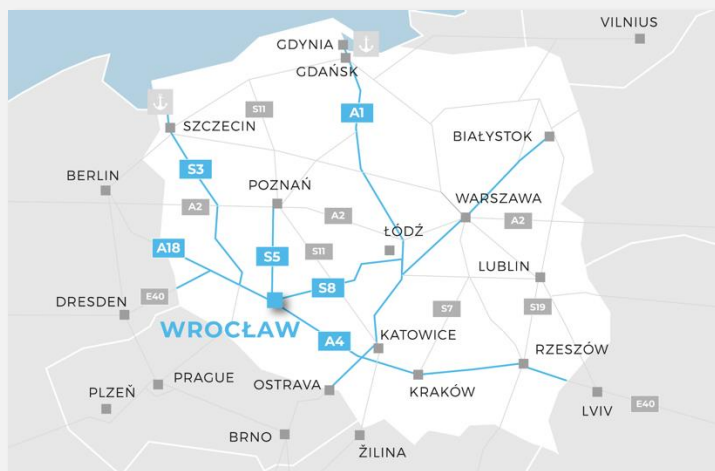 VILNIUS
GDYNIA
GDAŃSK
S11
A1
SZCZECIN
BIAŁYSTOK
S3
BERLIN
POZNAŃ
WARSZAWA
A2
A2
A2
ŁÓDŹ
A18
S5
S11
LUBLIN
S8
E40
DRESDEN
S7
S19
WROCŁAW
A4
KATOWICE
RZESZÓW
PRAGUE
OSTRAVA
PLZEŇ
KRAKÓW
E40
LVIV
BRNO
ŽILINA